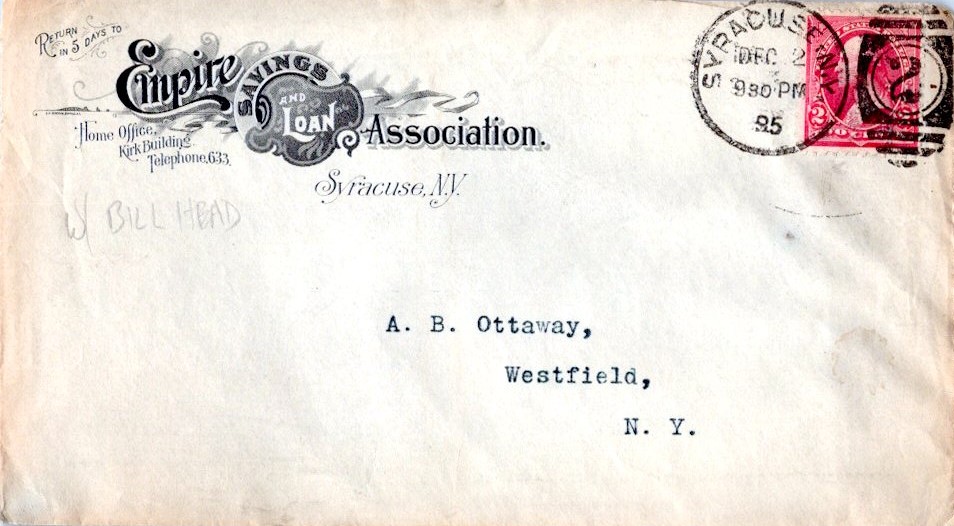 RETURN
IN 5 DAYS TO
Empire
SAVINGS
AND
LOAN
Association.
Home Office,
Kirk Building.
Telephone, 633.
Syracuse, N.Y.
W/ BILL HEAD
SYRACUSE. N.Y.
DEC 2
930 PM
95
2
A. B. Ottaway,
Westfield,
N. Y.